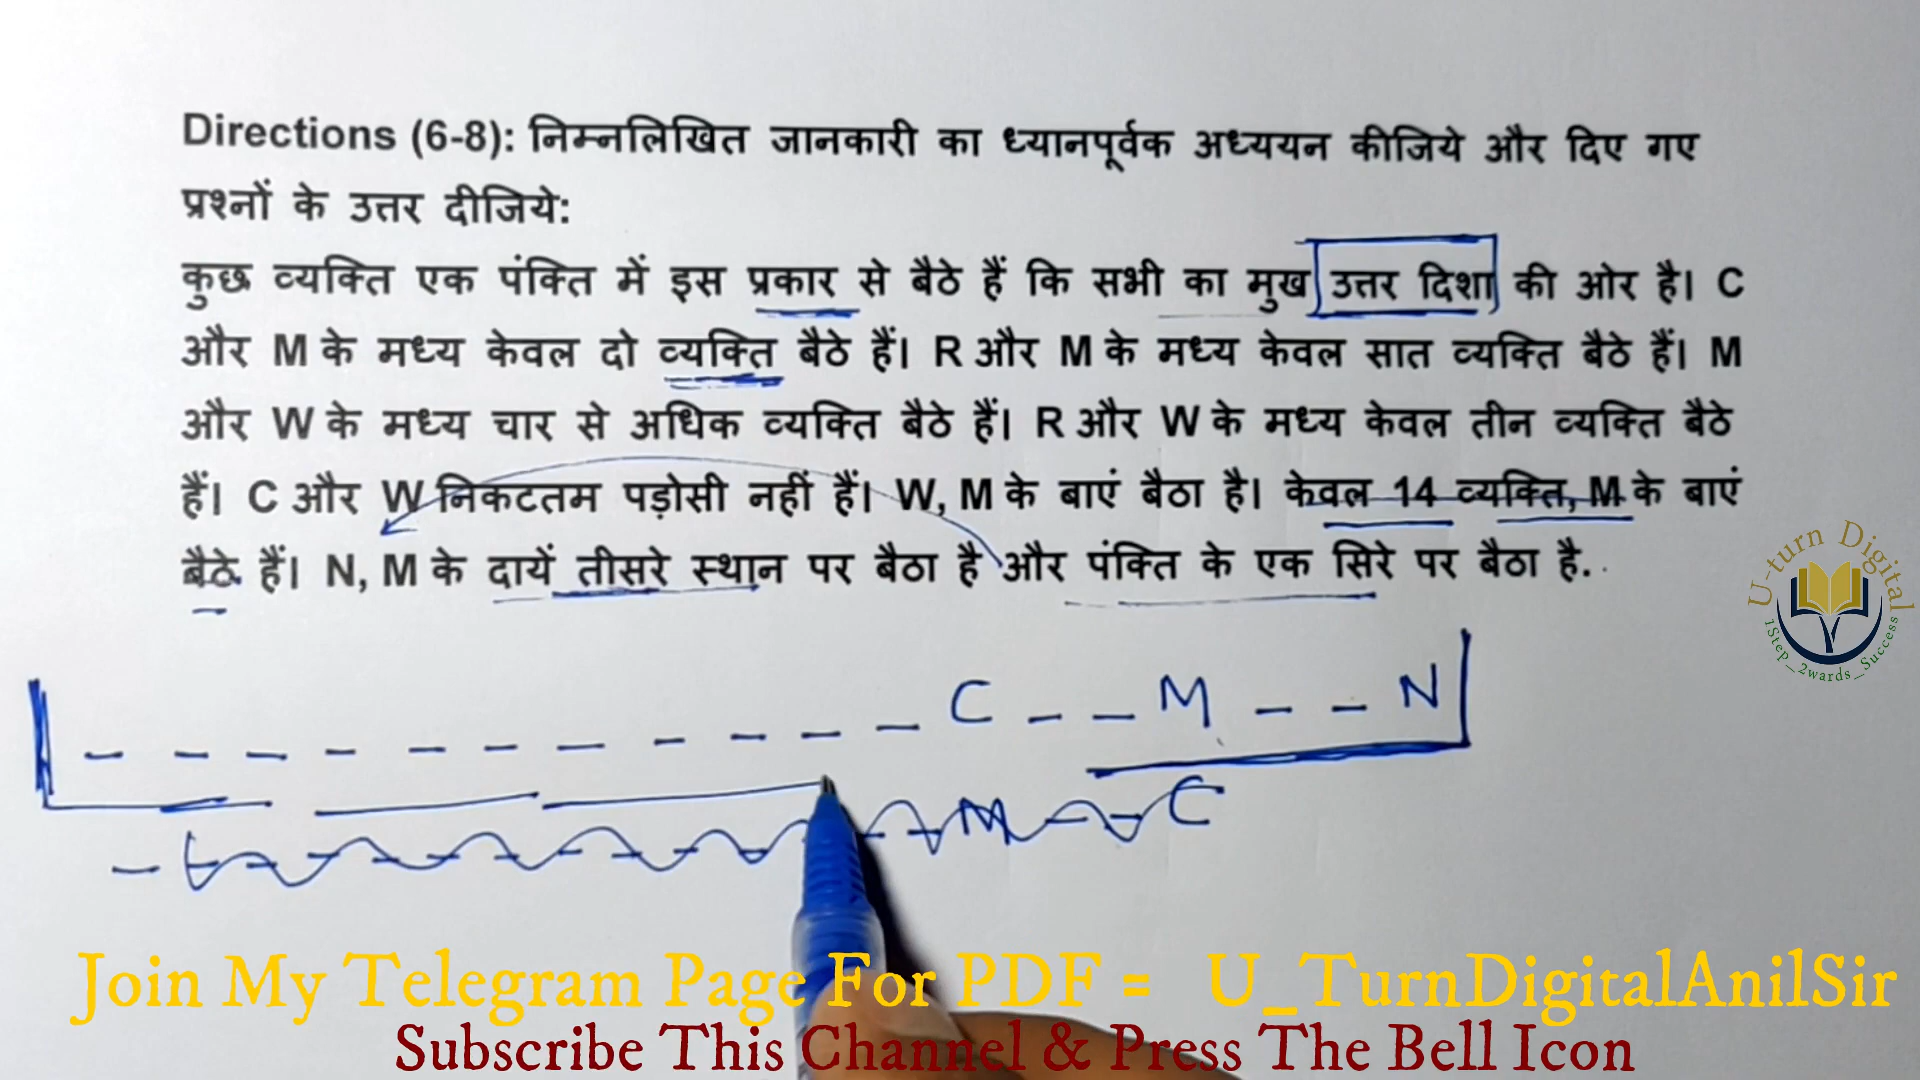 Directions (6-8): निम्नलिखित जानकारी का ध्यानपूर्वक अध्ययन कीजिये और दिए गए
प्रश्नों के उत्तर दीजिये:
कुछ व्यक्ति एक पंक्ति में इस प्रकार से बैठे हैं कि सभी का मुख उत्तर दिशा की ओर है। C
और M के मध्य केवल दो व्यक्ति बैठे हैं। R और M के मध्य केवल सात व्यक्ति बैठे हैं। M
और W के मध्य चार से अधिक व्यक्ति बैठे हैं। R और W के मध्य केवल तीन व्यक्ति बैठे
हैं। C और W निकटतम पड़ोसी नहीं हैं। W, M के बाएं बैठा है। केवल 14 व्यक्ति, M के बाएं
बैठे हैं। N, M के दायें तीसरे स्थान पर बैठा है और पंक्ति के एक सिरे पर बैठा है.
U-turn Digital
1Step_2wards_Success
C M N
M C
Join My Telegram Page For PDF = U_TurnDigitalAnilSir
Subscribe This Channel & Press The Bell Icon